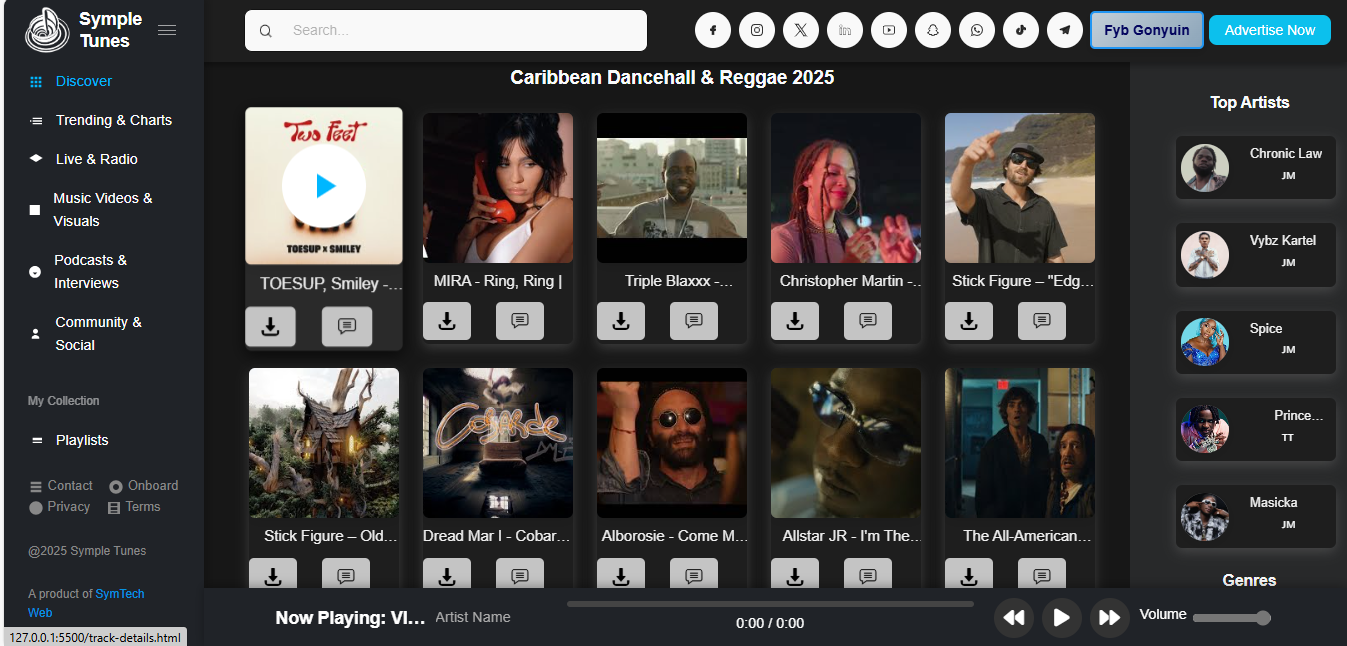 Symple
Tunes
Search...
Fyb Gonyuin
Advertise Now
Discover
Trending & Charts
Live & Radio
Music Videos &
Visuals
Podcasts &
Interviews
Community &
Social
My Collection
Playlists
Contact
Onboard
Privacy
Terms
@2025 Symple Tunes
A product of SymTech
Web
127.0.0.1:5500/track-details.html
Caribbean Dancehall & Reggae 2025
Two Feet
TOESUP x SMILEY
TOESUP, Smiley -...
MIRA - Ring, Ring |
Triple Blaxxx -...
Christopher Martin -...
Stick Figure – "Edg...
Stick Figure – Old...
Dread Mar I - Cobar...
Alborosie - Come M...
Allstar JR - I'm The...
The All-American...
Top Artists
Chronic Law
JM
Vybz Kartel
JM
Spice
JM
Prince...
TT
Masicka
JM
Genres
Now Playing: VI...
Artist Name
0:00 / 0:00
Volume